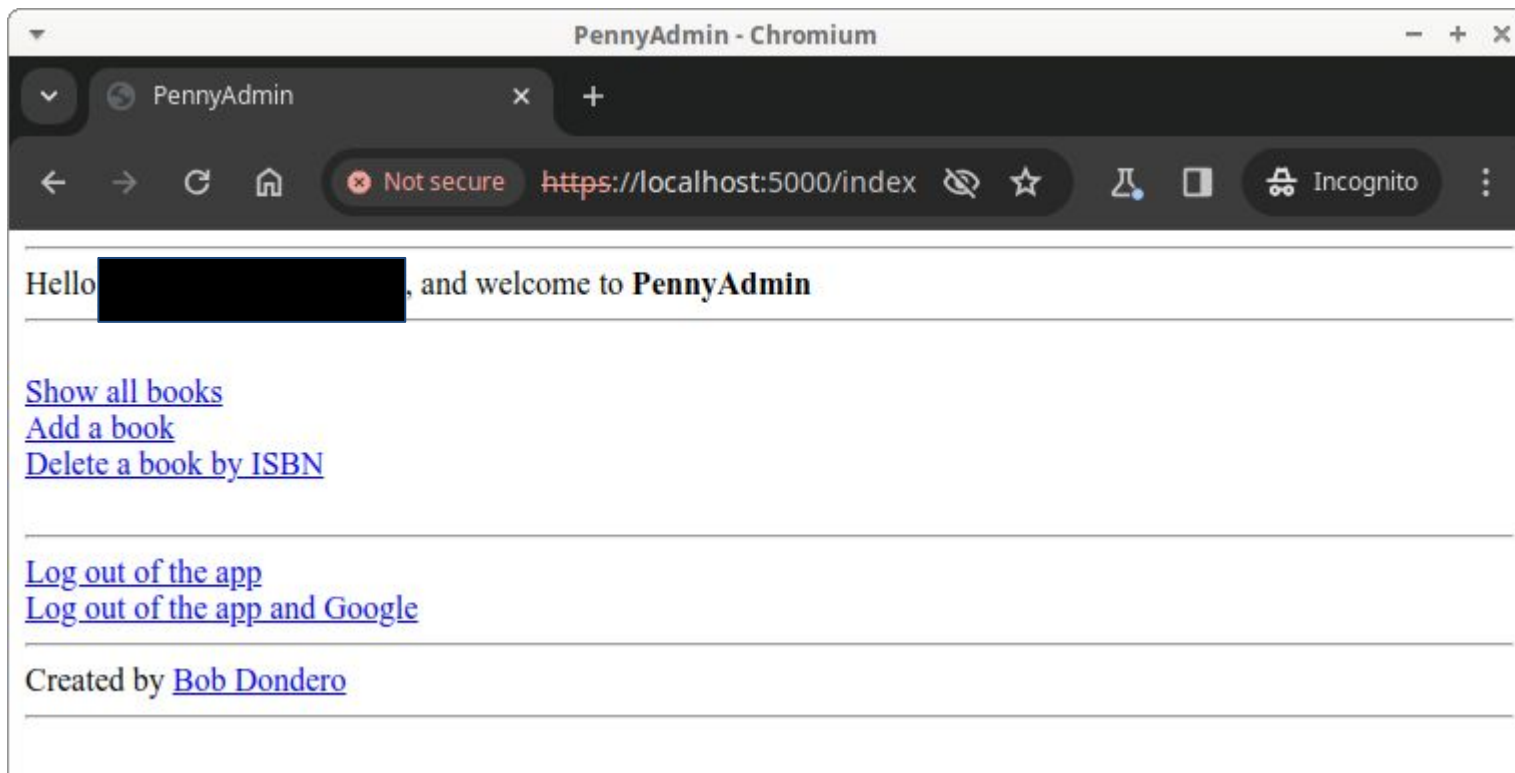 PennyAdmin - Chromium
PennyAdmin
Not secure https://localhost:5000/index Incognito
Hello , and welcome to PennyAdmin
Show all books
Add a book
Delete a book by ISBN
Log out of the app
Log out of the app and Google
Created by Bob Dondero